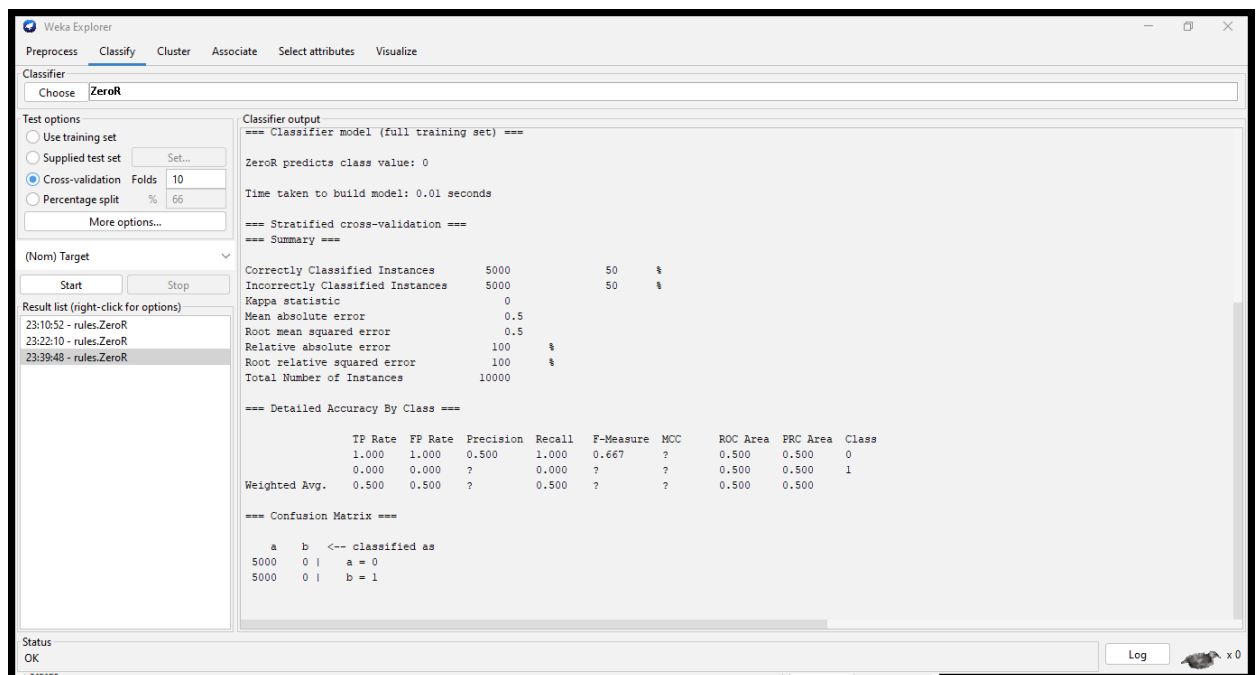 Weka Explorer
Preprocess Classify Cluster Associate Select attributes Visualize
Classifier
Choose ZeroR
Test options
Use training set
Supplied test set Set...
Cross-validation Folds 10
Percentage split % 66
More options...
(Nom) Target
Start Stop
Result list (right-click for options)
23:10:52 - rules.ZeroR
23:22:10 - rules.ZeroR
23:39:48 - rules.ZeroR
Classifier output
=== Classifier model (full training set) ===
ZeroR predicts class value: 0
Time taken to build model: 0.01 seconds
=== Stratified cross-validation ===
=== Summary ===
Correctly Classified Instances 5000 50 %
Incorrectly Classified Instances 5000 50 %
Kappa statistic 0
Mean absolute error 0.5
Root mean squared error 0.5
Relative absolute error 100 %
Root relative squared error 100 %
Total Number of Instances 10000
=== Detailed Accuracy By Class ===
TP Rate FP Rate Precision Recall F-Measure MCC ROC Area PRC Area Class
1.000 1.000 0.500 1.000 0.667 ? 0.500 0.500 0
0.000 0.000 ? 0.000 ? ? 0.500 0.500 1
Weighted Avg. 0.500 0.500 ? 0.500 ? ? 0.500 0.500
=== Confusion Matrix ===
a b <-- classified as
5000 0 | a = 0
5000 0 | b = 1
Status
OK
Log x 0